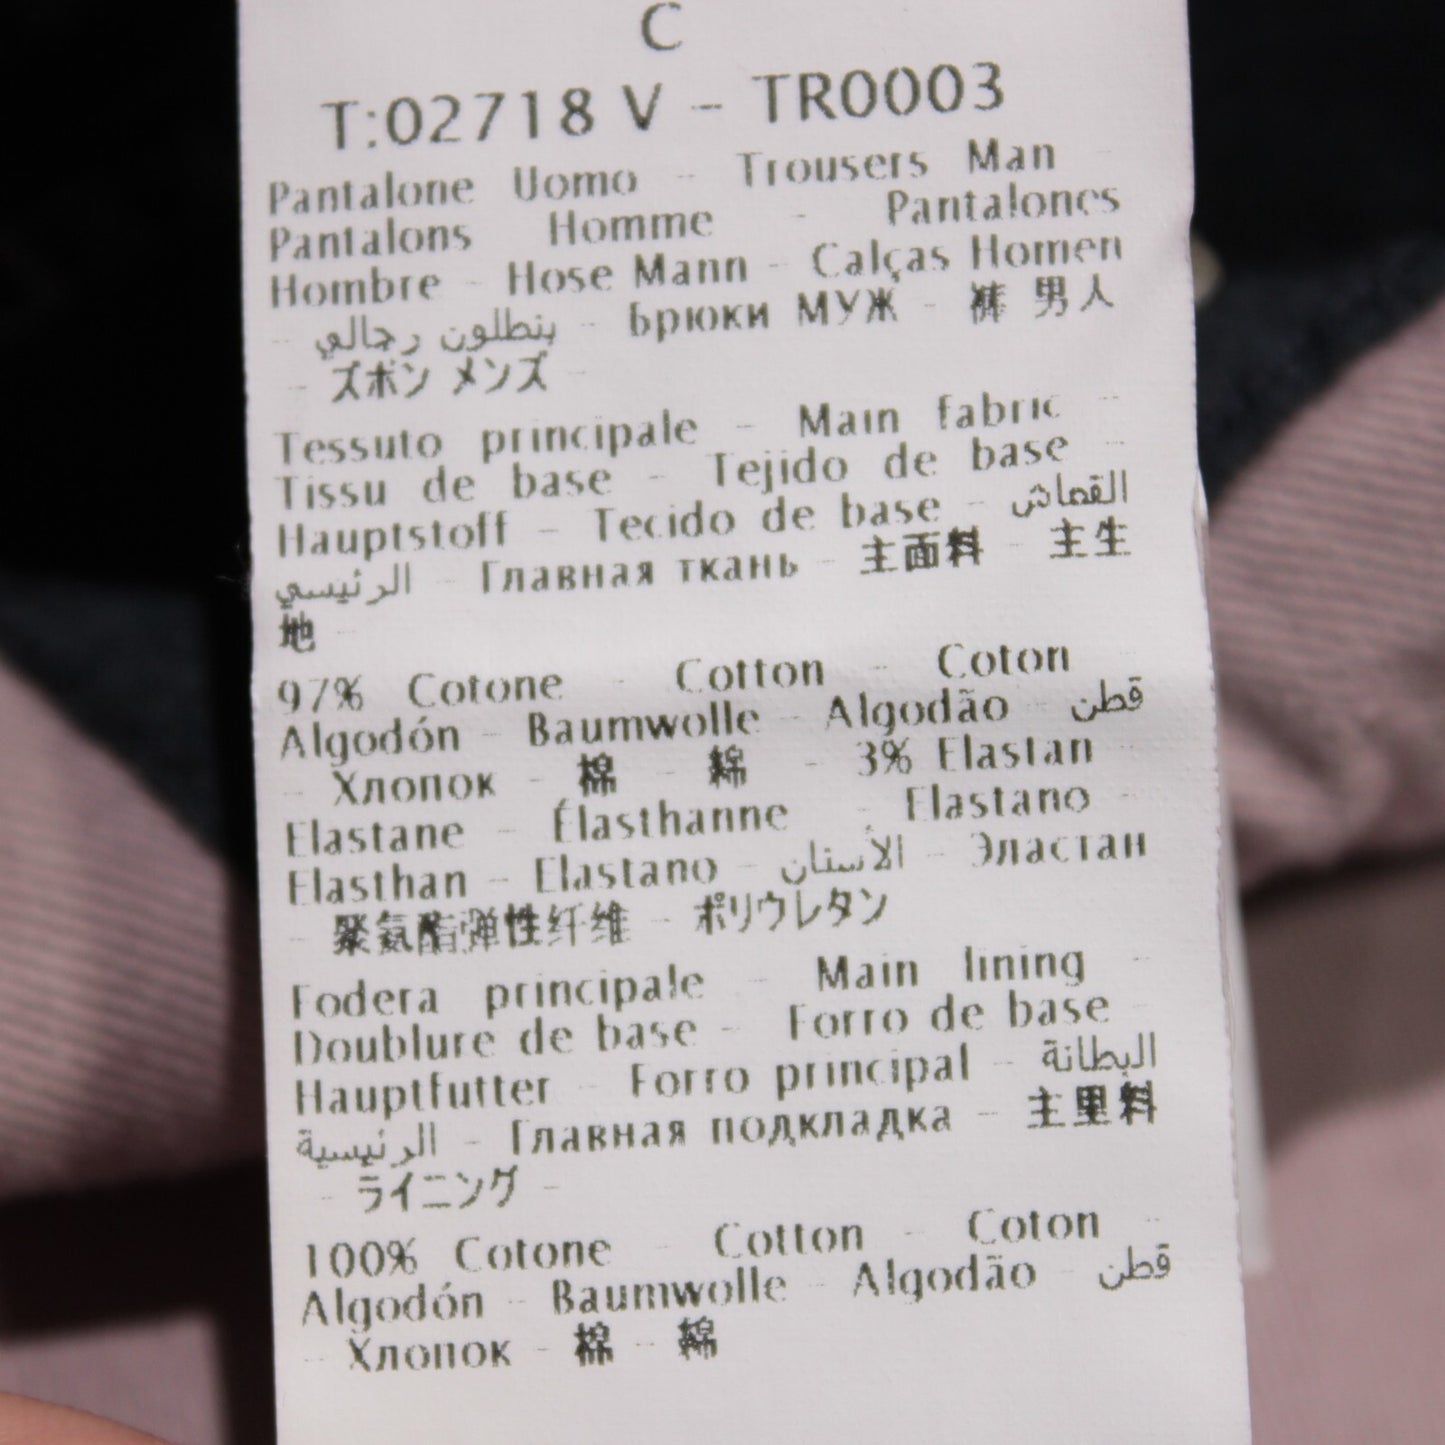 C
T:02718 V - TR0003
Pantalone Uomo - Trousers Man -
Pantalons Homme - Pantalones
Hombre - Hose Mann - Calças Homen
- بنطلون رجالي - Брюки МУЖ - 裤 男人
- ズボン メンズ -
Tessuto principale - Main fabric -
Tissu de base - Tejido de base -
Hauptstoff - Tecido de base - القماش
الرئيسي - Главная ткань - 主面料 - 主生
地 -
97% Cotone - Cotton - Coton
Algodón - Baumwolle - Algodão - قطن
- Хлопок - 棉 - 綿 - 3% Elastan
Elastane - Élasthanne - Elastano -
Elasthan - Elastano - الاستان - Эластан
- 聚氨酯弹性纤维 - ポリウレタン
Fodera principale - Main lining -
Doublure de base - Forro de base
Hauptfutter - Forro principal - البطانة
الرئيسية - Главная подкладка - 主里料
- ライニング -
100% Cotone - Cotton - Coton -
Algodón - Baumwolle - Algodão - قطن
- Хлопок - 棉 - 綿